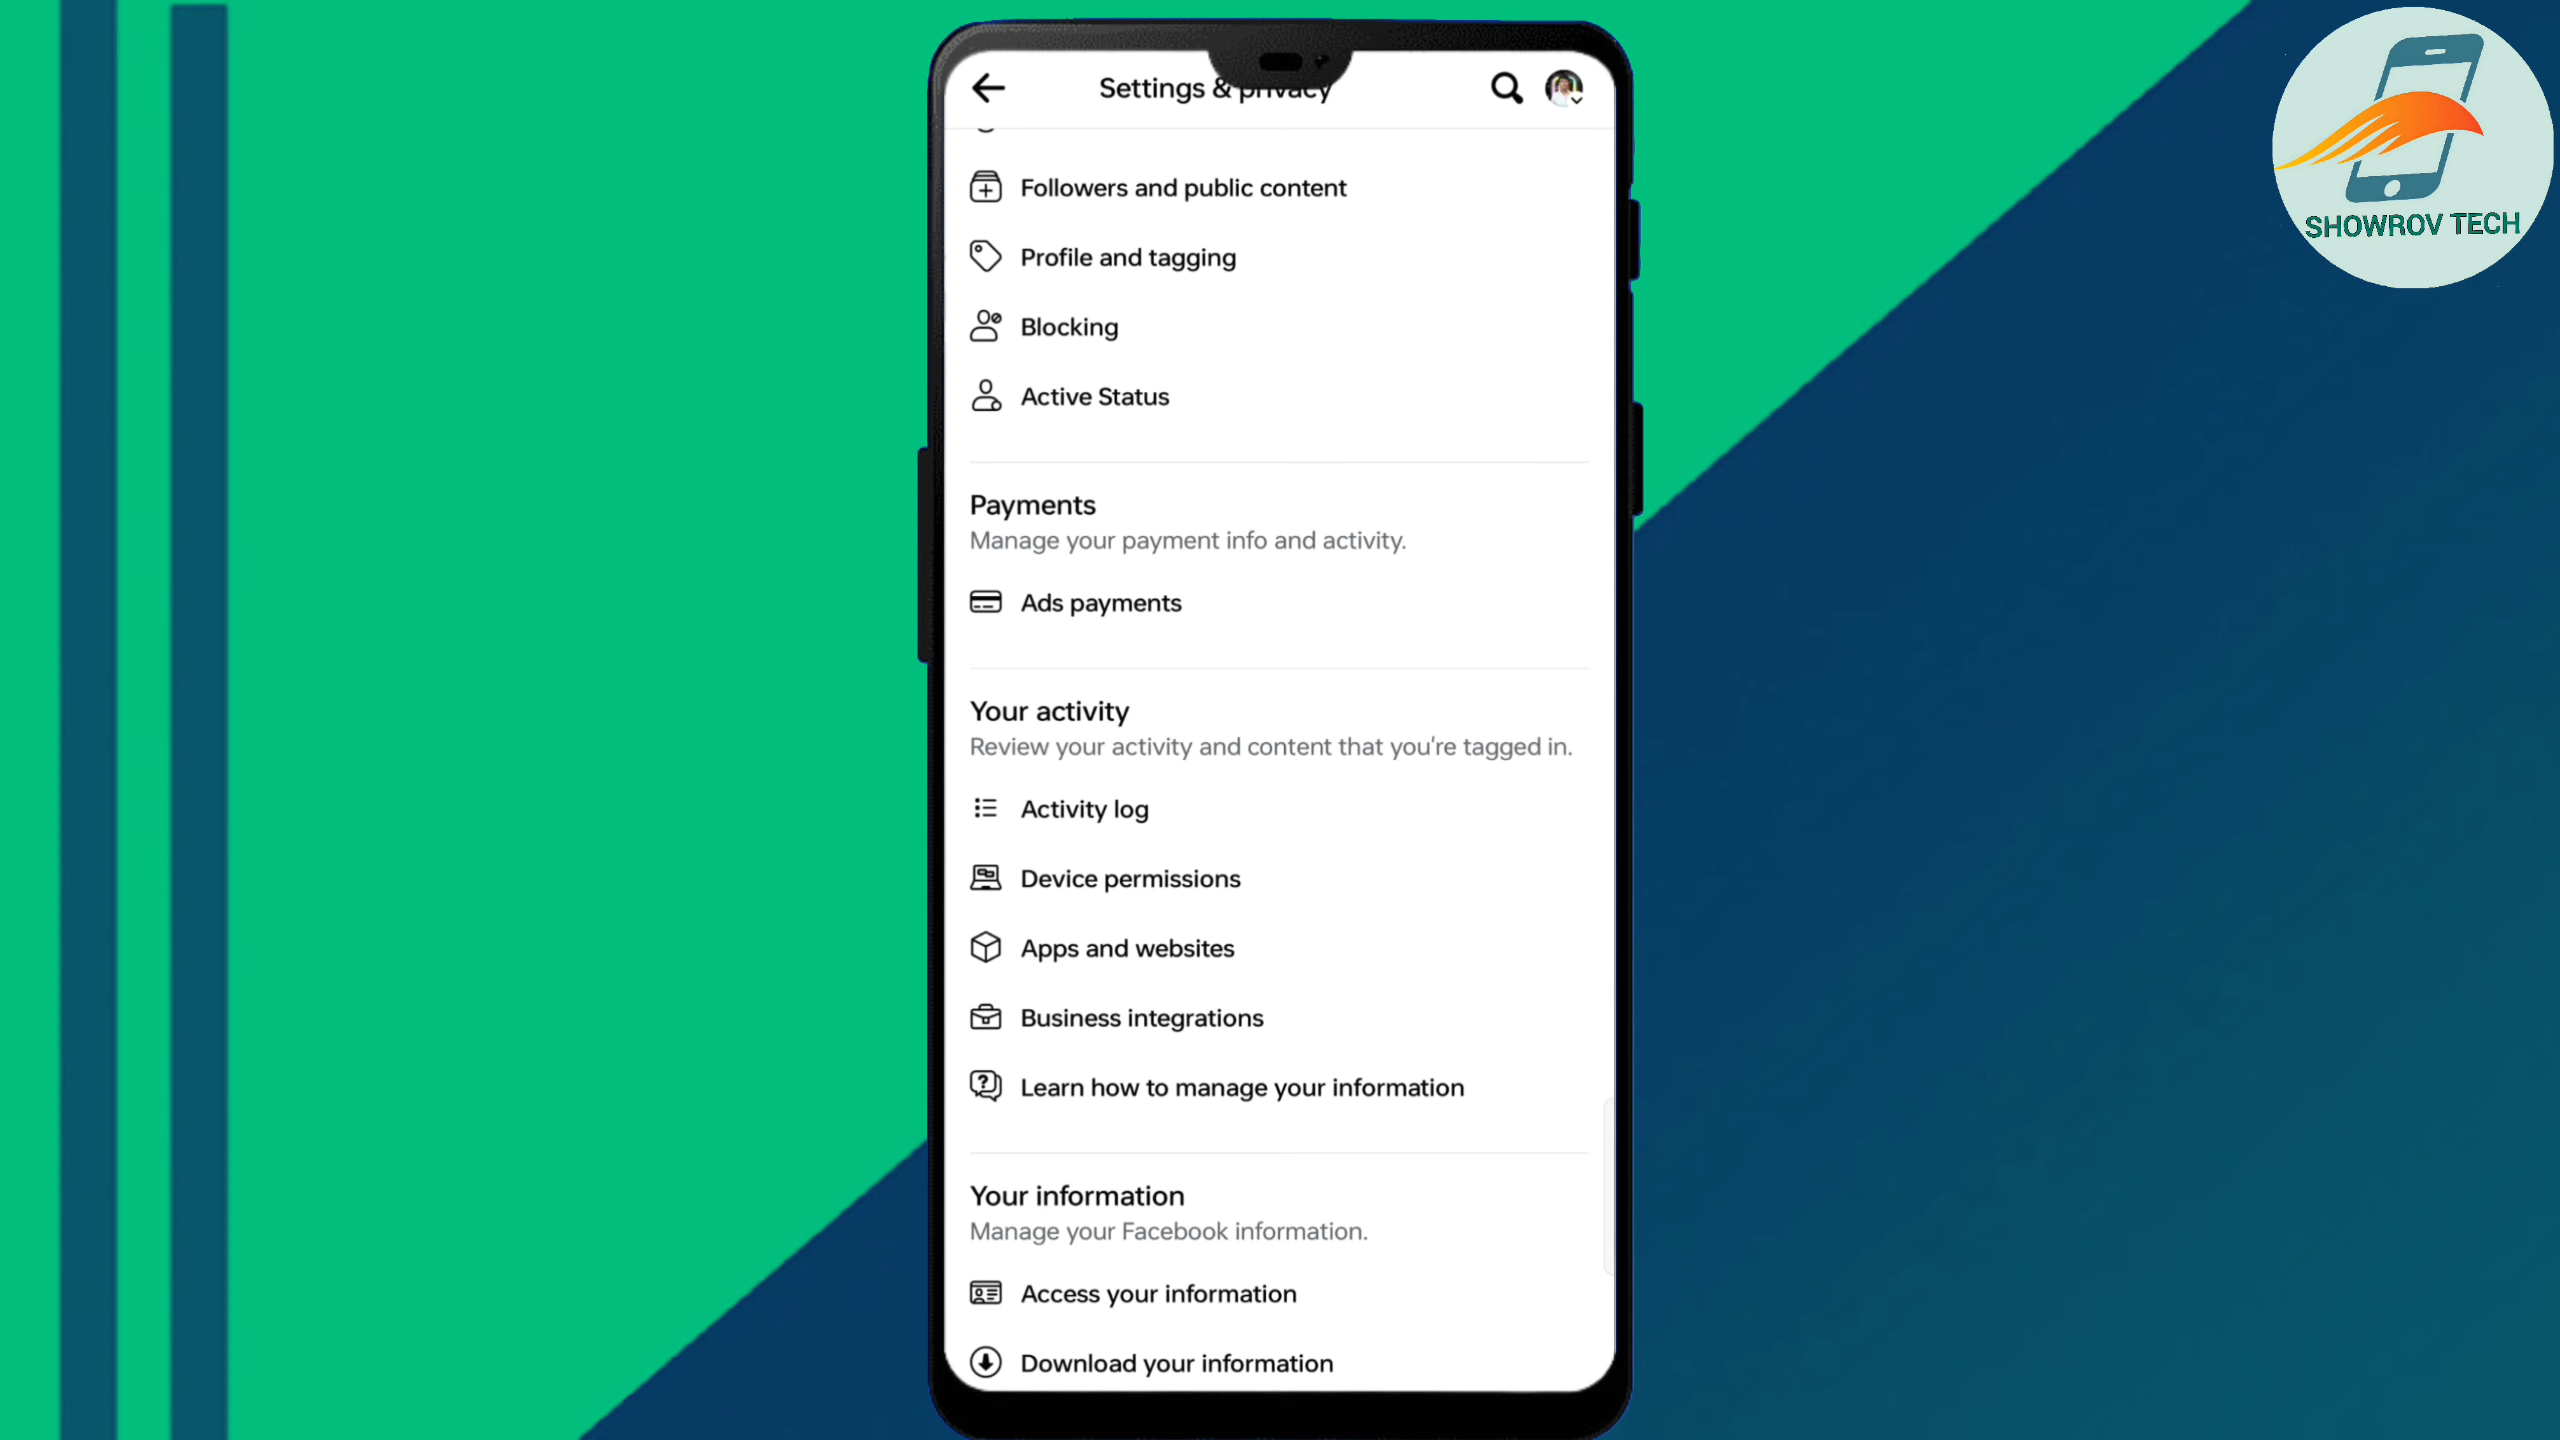 Settings & privacy
SHOWROV TECH
Followers and public content
Profile and tagging
Blocking
Active Status
Payments
Manage your payment info and activity.
Ads payments
Your activity
Review your activity and content that you're tagged in.
Activity log
Device permissions
Apps and websites
Business integrations
Learn how to manage your information
Your information
Manage your Facebook information.
Access your information
Download your information